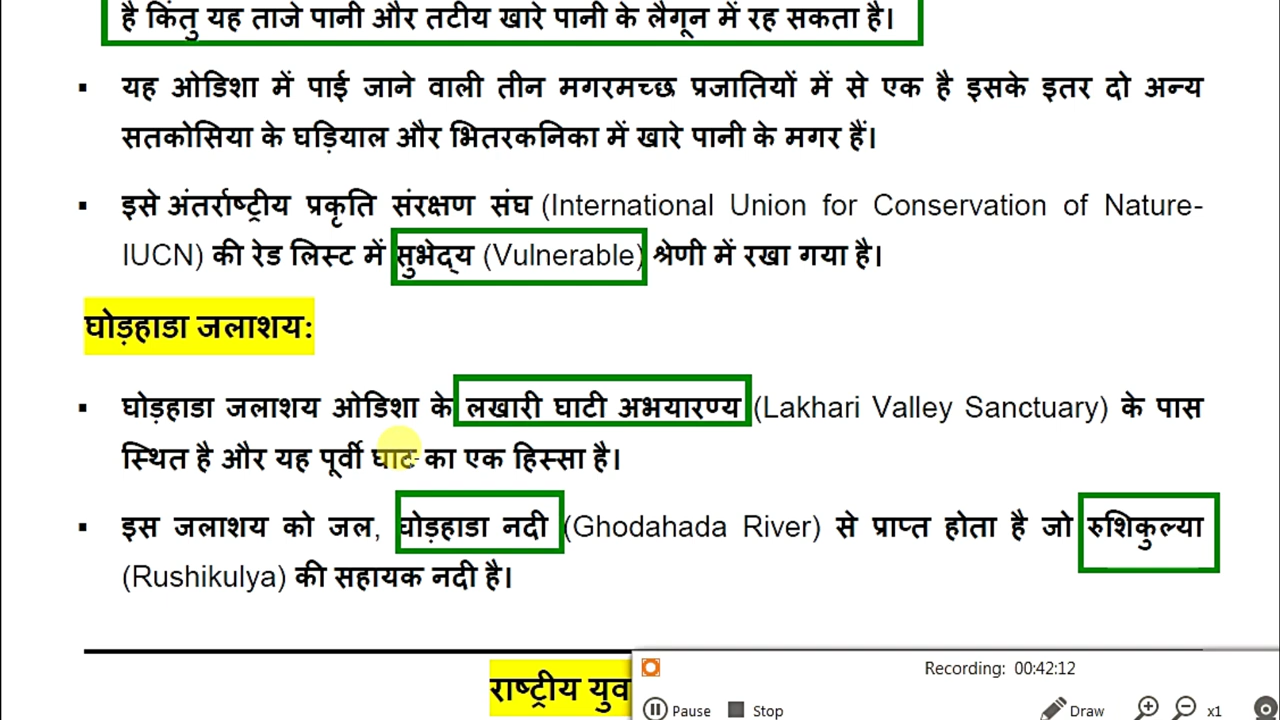 है किंतु यह ताजे पानी और तटीय खारे पानी के लैगून में रह सकता है।
▪ यह ओडिशा में पाई जाने वाली तीन मगरमच्छ प्रजातियों में से एक है इसके इतर दो अन्य
सतकोसिया के घड़ियाल और भितरकनिका में खारे पानी के मगर हैं।
▪ इसे अंतर्राष्ट्रीय प्रकृति संरक्षण संघ (International Union for Conservation of Nature-
IUCN) की रेड लिस्ट में सुभेद्य (Vulnerable) श्रेणी में रखा गया है।
घोड़हाडा जलाशय:
▪ घोड़हाडा जलाशय ओडिशा के लखारी घाटी अभयारण्य (Lakhari Valley Sanctuary) के पास
स्थित है और यह पूर्वी घाट का एक हिस्सा है।
▪ इस जलाशय को जल, घोड़हाडा नदी (Ghodahada River) से प्राप्त होता है जो रुशिकुल्या
(Rushikulya) की सहायक नदी है।
राष्ट्रीय युव
Recording: 00:42:12
Pause Stop Draw x1